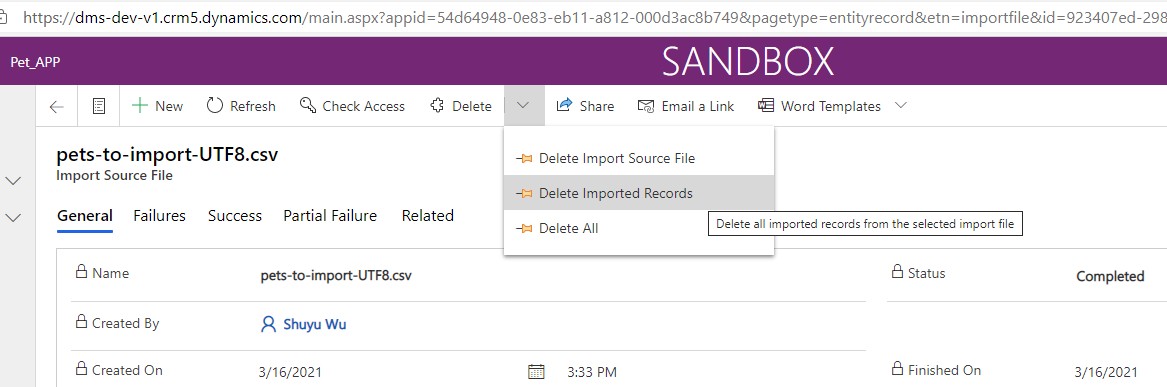 https://dms-dev-v1.crm5.dynamics.com/main.aspx?appid=54d64948-0e83-eb11-a812-000d3ac8b749&pagetype=entityrecord&etn=importfile&id=923407ed-298
Pet_APP
SANDBOX
New Refresh Check Access Delete Share Email a Link Word Templates
pets-to-import-UTF8.csv
Import Source File
Delete Import Source File
Delete Imported Records
Delete All
Delete all imported records from the selected import file
General Failures Success Partial Failure Related
Name pets-to-import-UTF8.csv Status Completed
Created By Shuyu Wu
Created On 3/16/2021 3:33 PM Finished On 3/16/2021